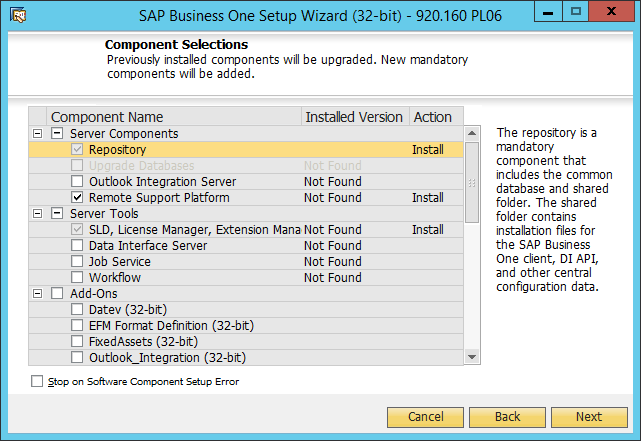 SAP Business One Setup Wizard (32-bit) - 920.160 PL06
Component Selections
Previously installed components will be upgraded. New mandatory
components will be added.
Component Name Installed Version Action
Server Components
Repository Install
Upgrade Databases Not Found
Outlook Integration Server Not Found
Remote Support Platform Not Found Install
Server Tools
SLD, License Manager, Extension Mana Not Found Install
Data Interface Server Not Found
Job Service Not Found
Workflow Not Found
Add-Ons
Datev (32-bit)
EFM Format Definition (32-bit)
FixedAssets (32-bit)
Outlook_Integration (32-bit)
The repository is a
mandatory
component that
includes the common
database and shared
folder. The shared
folder contains
installation files for
the SAP Business
One client, DI API,
and other central
configuration data.
Stop on Software Component Setup Error
Cancel Back Next